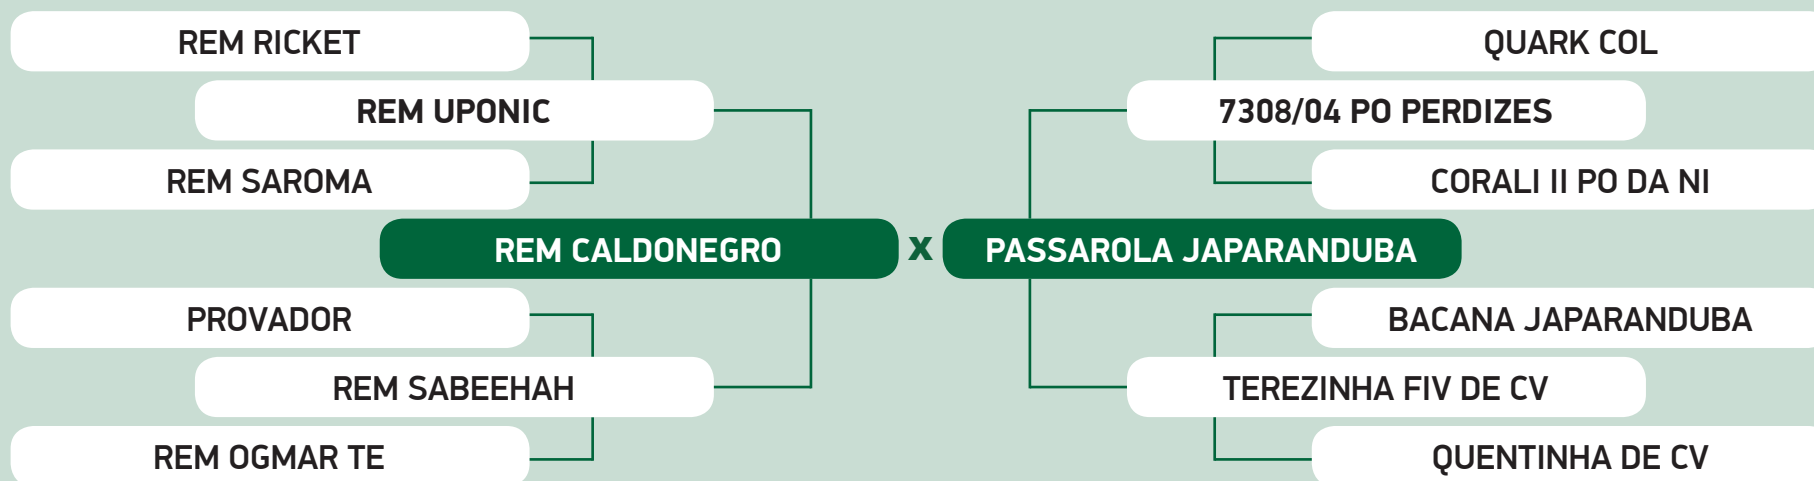 REM RICKET
QUARK COL
REM UPONIC
7308/04 PO PERDIZES
REM SAROMA
CORALI II PO DA NI
REM CALDONEGRO
X
PASSAROLA JAPARANDUBA
PROVADOR
BACANA JAPARANDUBA
REM SABEEHAH
TEREZINHA FIV DE CV
REM OGMAR TE
QUENTINHA DE CV